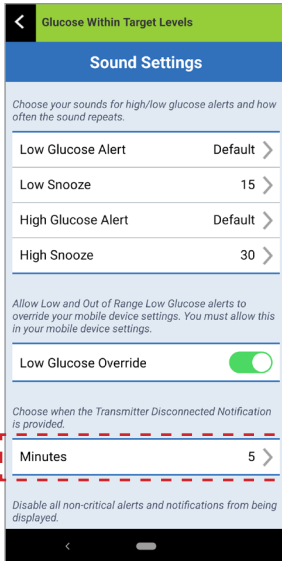 Glucose Within Target Levels
Sound Settings
Choose your sounds for high/low glucose alerts and how
often the sound repeats.
Low Glucose Alert Default
Low Snooze 15
High Glucose Alert Default
High Snooze 30
Allow Low and Out of Range Low Glucose alerts to
override your mobile device settings. You must allow this
in your mobile device settings.
Low Glucose Override
Choose when the Transmitter Disconnected Notification
is provided.
Minutes 5
Disable all non-critical alerts and notifications from being
displayed.